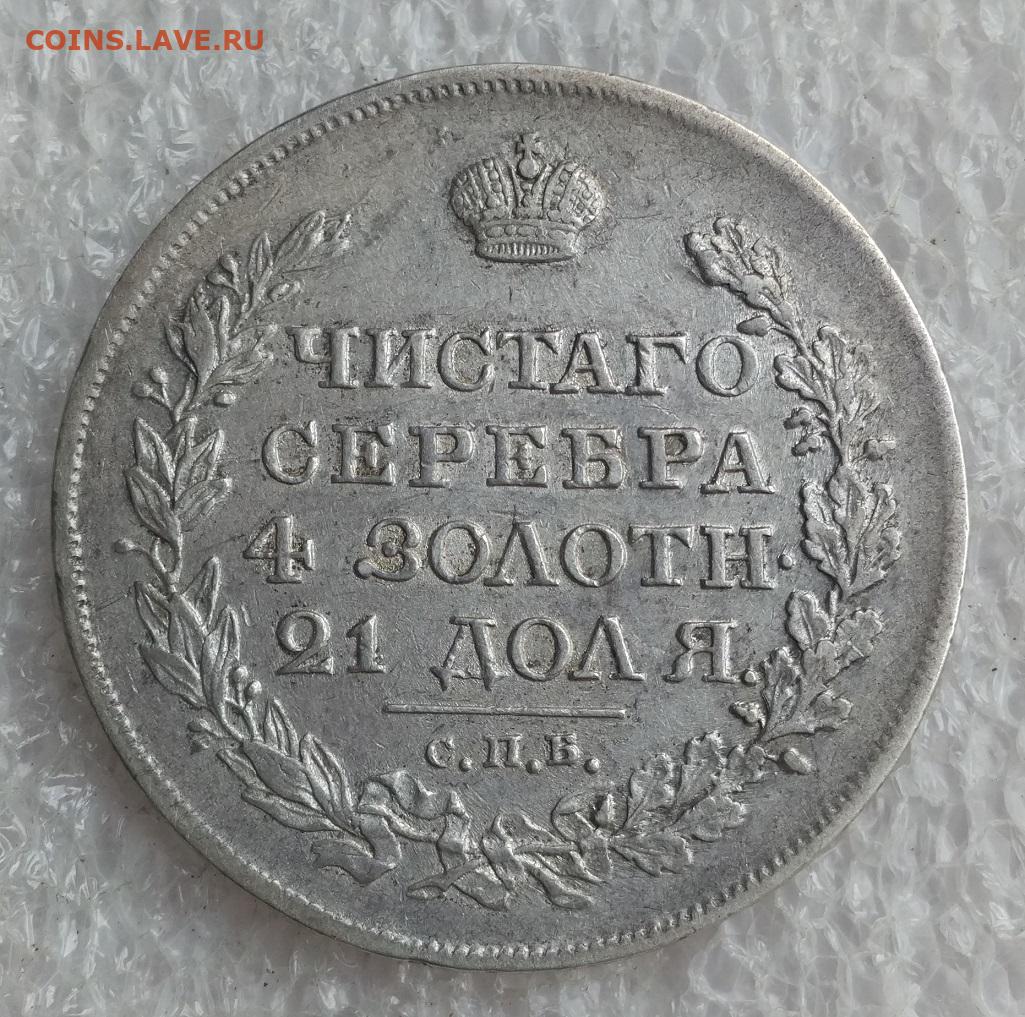 COINS.LAVE.RU
ЧИСТАГО
СЕРЕБРА
4 ЗОЛОТН.
21 ДОЛЯ.
С.П.Б.